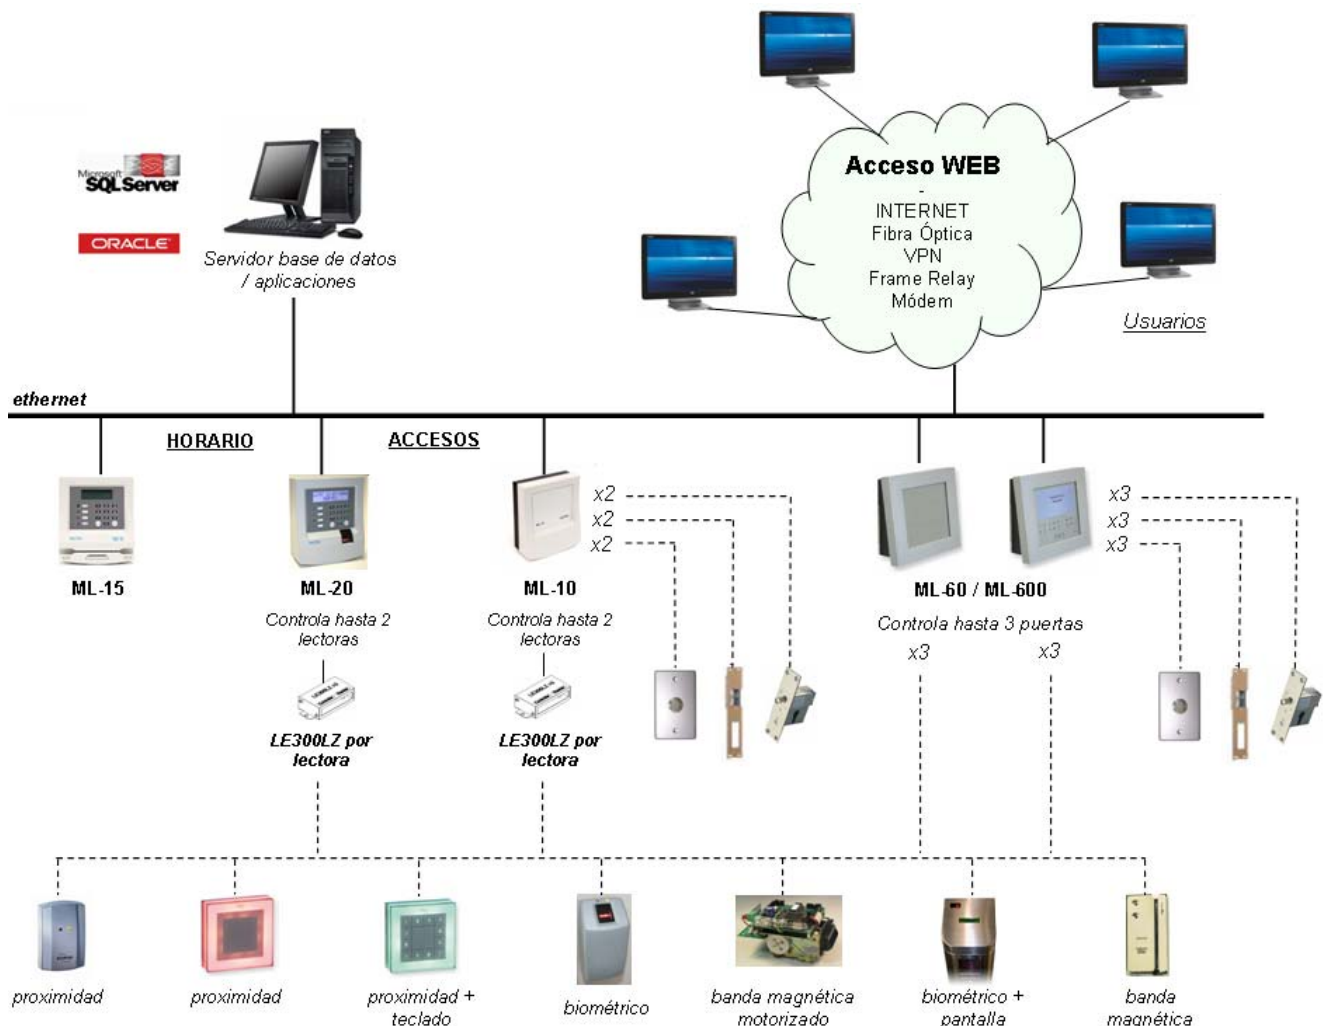 Microsoft
SQL Server
ORACLE
Servidor base de datos
/ aplicaciones
Acceso WEB
-
INTERNET
Fibra Óptica
VPN
Frame Relay
Módem
Usuarios
ethernet
HORARIO
ACCESOS
x2
x2
x2
x3
x3
x3
ML-15
ML-20
ML-10
ML-60 / ML-600
Controla hasta 2
lectoras
Controla hasta 2
lectoras
Controla hasta 3 puertas
x3
x3
LE300LZ por
lectora
LE300LZ por
lectora
proximidad
proximidad
proximidad +
teclado
biométrico
banda magnética
motorizado
biométrico +
pantalla
banda
magnética